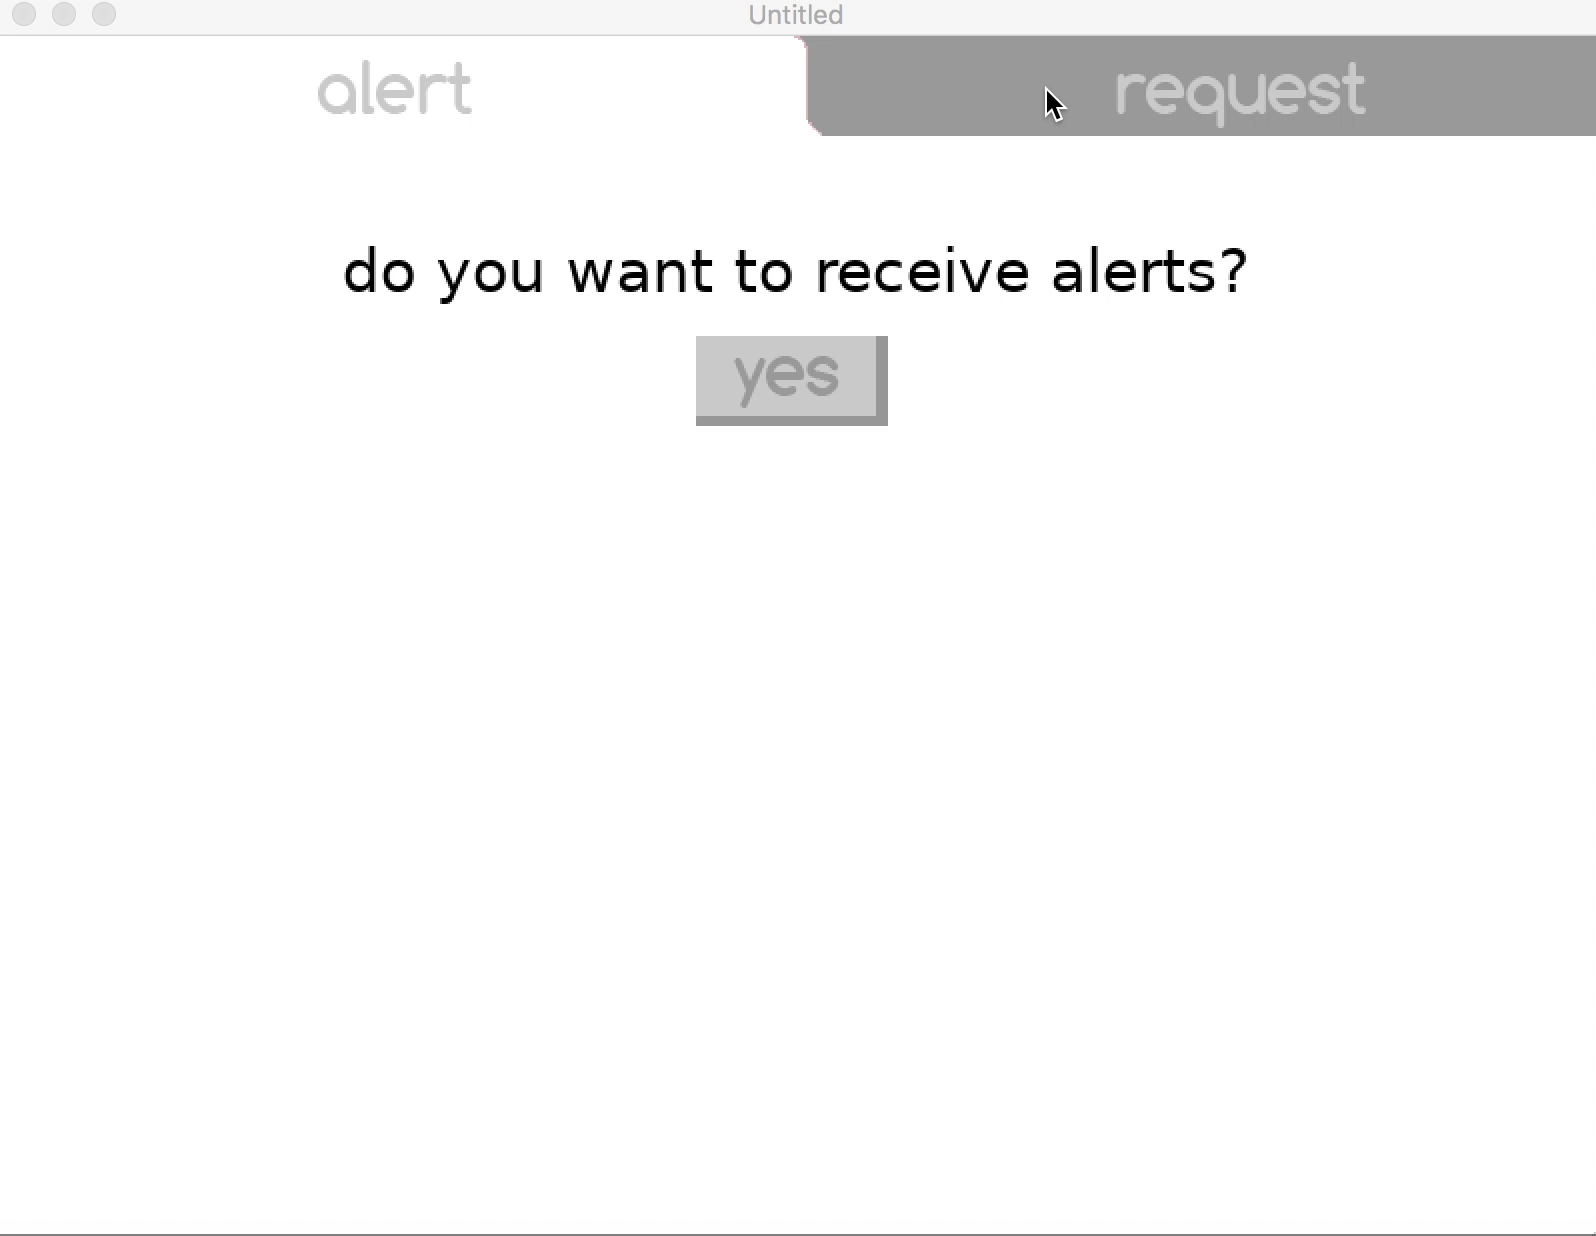 Untitled
alert request
do you want to receive alerts?
yes